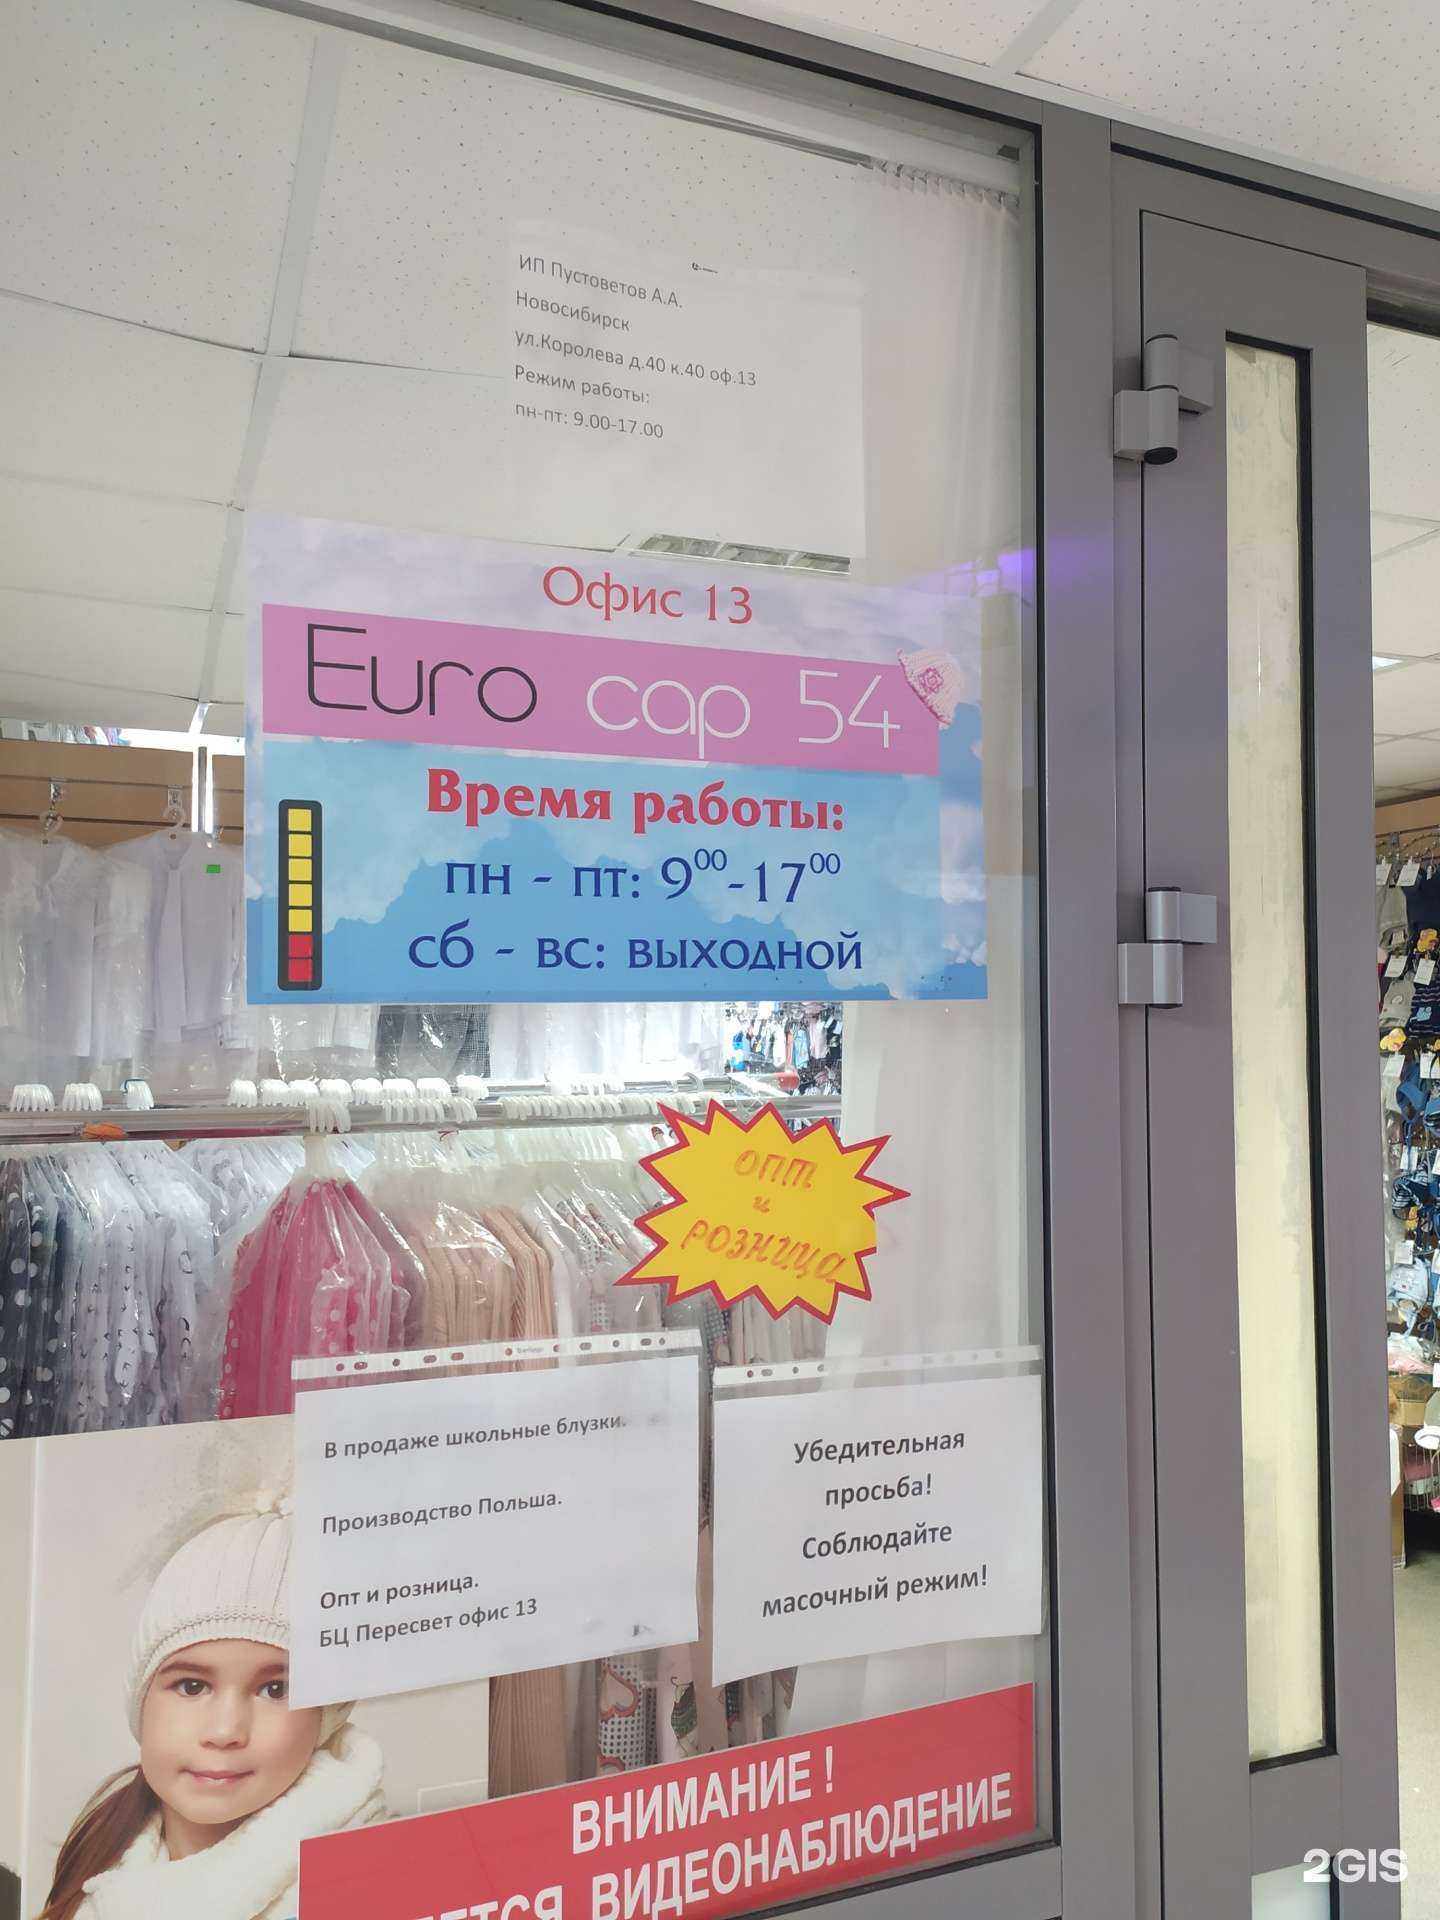 ИП Пустоветов А.А.
Новосибирск
ул.Королева д.40 к.40 оф.13
Режим работы:
пн-пт: 9.00-17.00
Офис 13
Euro cap 54
Время работы:
пн - пт: 9⁰⁰-17⁰⁰
сб - вс: выходной
ОПТ
и
РОЗНИЦА
В продаже школьные блузки.
Производство Польша.
Опт и розница.
БЦ Пересвет офис 13
Убедительная
просьба!
Соблюдайте
масочный режим!
ВНИМАНИЕ !
ЕТСЯ ВИДЕОНАБЛЮДЕНИЕ
2GIS